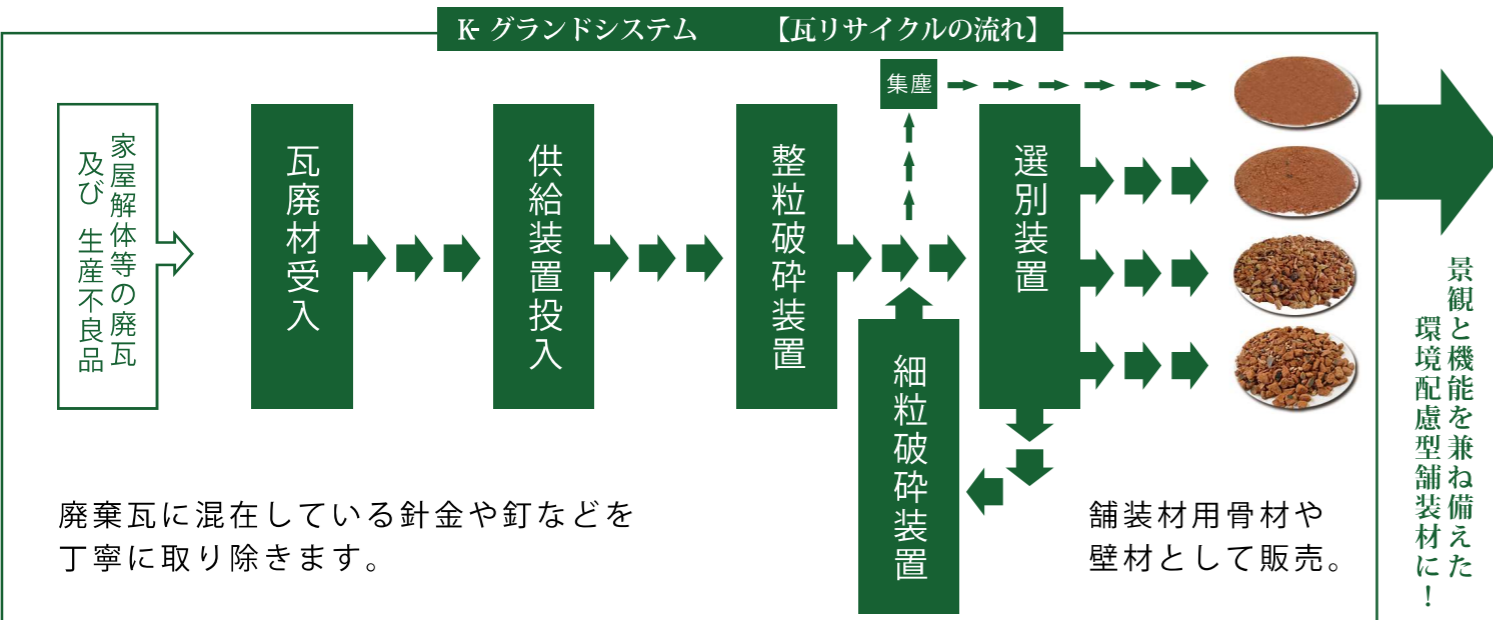 K-グランドシステム　　【瓦リサイクルの流れ】
家屋解体等の廃瓦
及び 生産不良品
瓦廃材受入
供給装置投入
整粒破砕装置
集塵
選別装置
細粒破砕装置
廃棄瓦に混在している針金や釘などを
丁寧に取り除きます。
舗装材用骨材や
壁材として販売。
景観と機能を兼ね備えた
環境配慮型舗装材に！